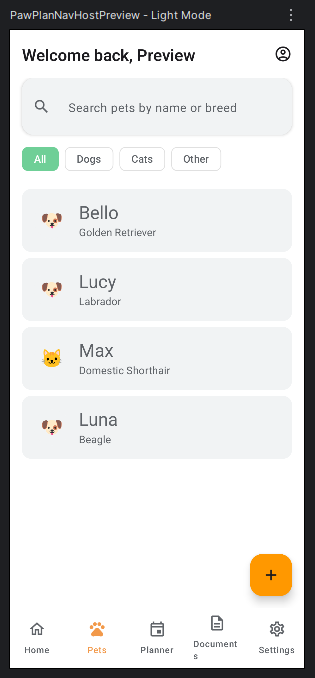 PawPlanNavHostPreview - Light Mode
Welcome back, Preview
Search pets by name or breed
All Dogs Cats Other
Bello
Golden Retriever
Lucy
Labrador
Max
Domestic Shorthair
Luna
Beagle
+
Home Pets Planner Document Settings
s